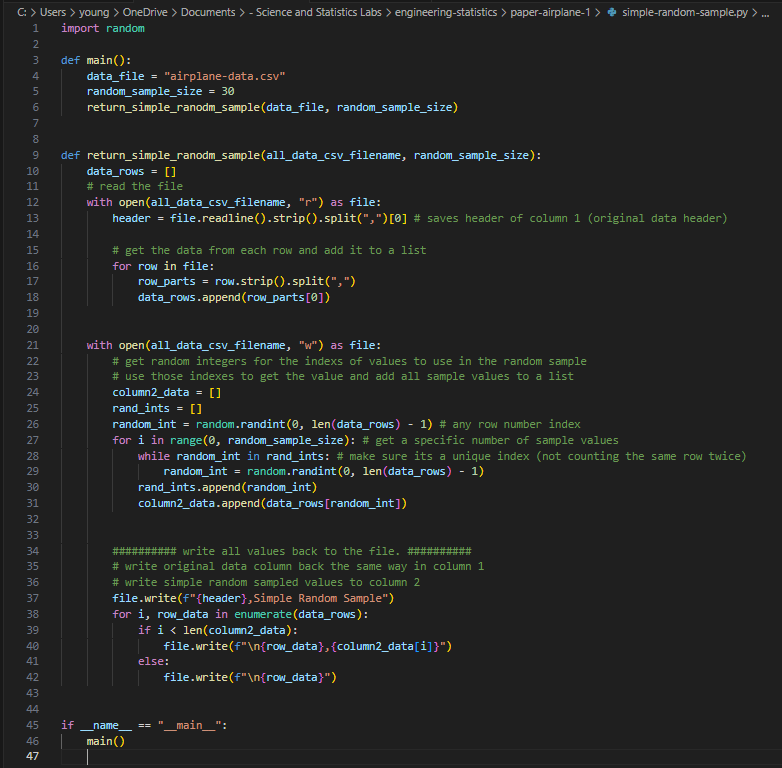 C: > Users > young > OneDrive > Documents > - Science and Statistics Labs > engineering-statistics > paper-airplane-1 > simple-random-sample.py > ...
1 import random
2
3 def main():
4     data_file = "airplane-data.csv"
5     random_sample_size = 30
6     return_simple_ranodm_sample(data_file, random_sample_size)
7
8
9 def return_simple_ranodm_sample(all_data_csv_filename, random_sample_size):
10     data_rows = []
11     # read the file
12     with open(all_data_csv_filename, "r") as file:
13         header = file.readline().strip().split(",")[0] # saves header of column 1 (original data header)
14
15         # get the data from each row and add it to a list
16         for row in file:
17             row_parts = row.strip().split(",")
18             data_rows.append(row_parts[0])
19
20
21     with open(all_data_csv_filename, "w") as file:
22         # get random integers for the indexs of values to use in the random sample
23         # use those indexes to get the value and add all sample values to a list
24         column2_data = []
25         rand_ints = []
26         random_int = random.randint(0, len(data_rows) - 1) # any row number index
27         for i in range(0, random_sample_size): # get a specific number of sample values
28             while random_int in rand_ints: # make sure its a unique index (not counting the same row twice)
29                 random_int = random.randint(0, len(data_rows) - 1)
30             rand_ints.append(random_int)
31             column2_data.append(data_rows[random_int])
32
33
34         ########## write all values back to the file. ##########
35         # write original data column back the same way in column 1
36         # write simple random sampled values to column 2
37         file.write(f"{header},Simple Random Sample")
38         for i, row_data in enumerate(data_rows):
39             if i < len(column2_data):
40                 file.write(f"\n{row_data},{column2_data[i]}")
41             else:
42                 file.write(f"\n{row_data}")
43
44
45 if __name__ == "__main__":
46     main()
47